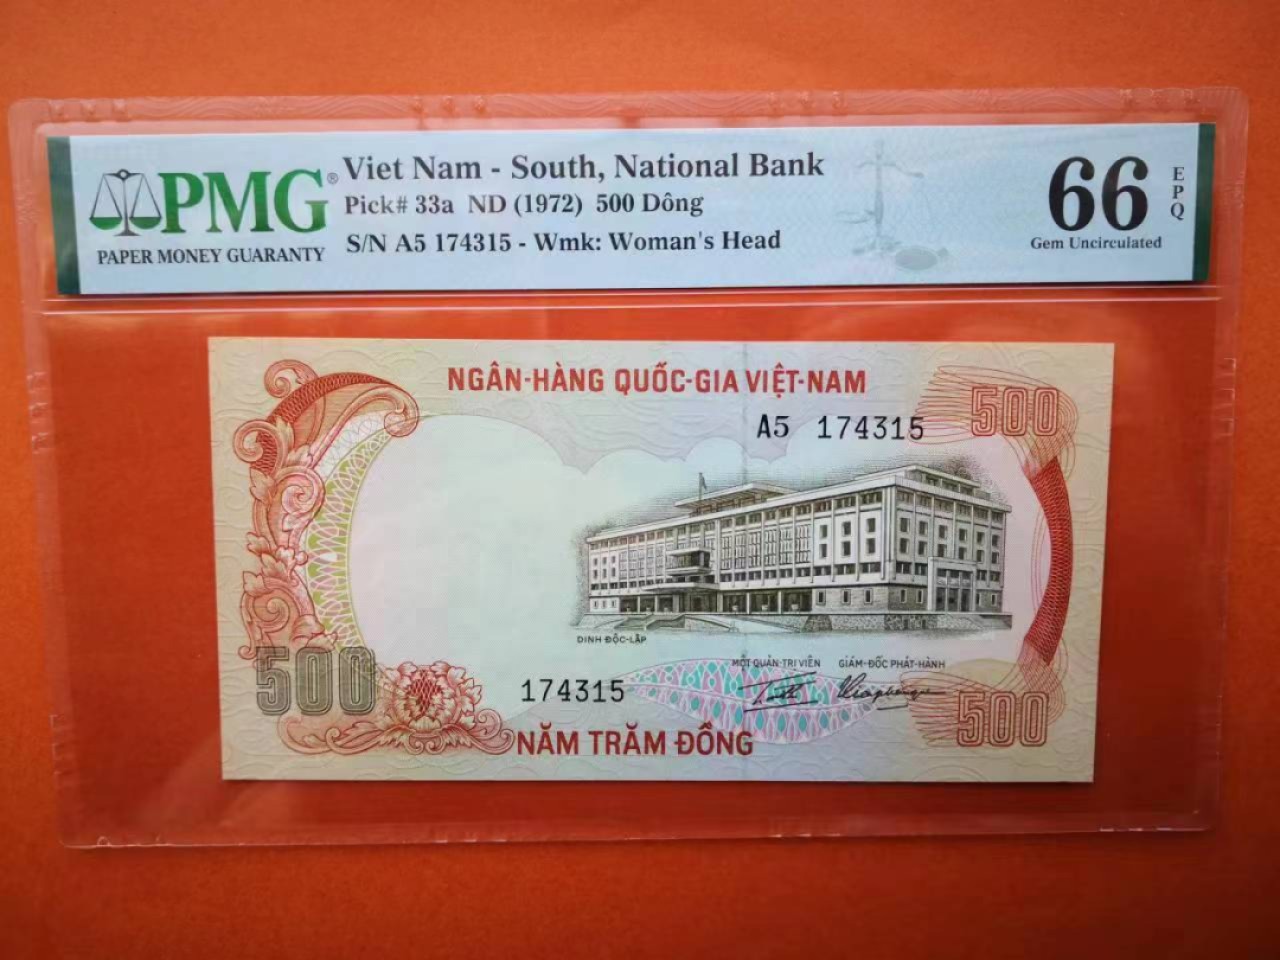 PMG®
PAPER MONEY GUARANTY
Viet Nam - South, National Bank
Pick# 33a ND (1972) 500 Dông
S/N A5 174315 - Wmk: Woman's Head
66
EPQ
Gem Uncirculated
NGÂN-HÀNG QUỐC-GIA VIỆT-NAM
500
A5 174315
DINH ĐỘC-LẬP
MỘT QUẢN-TRỊ VIÊN GIÁM-ĐỐC PHÁT-HÀNH
500
174315
500
NĂM TRĂM ĐỒNG